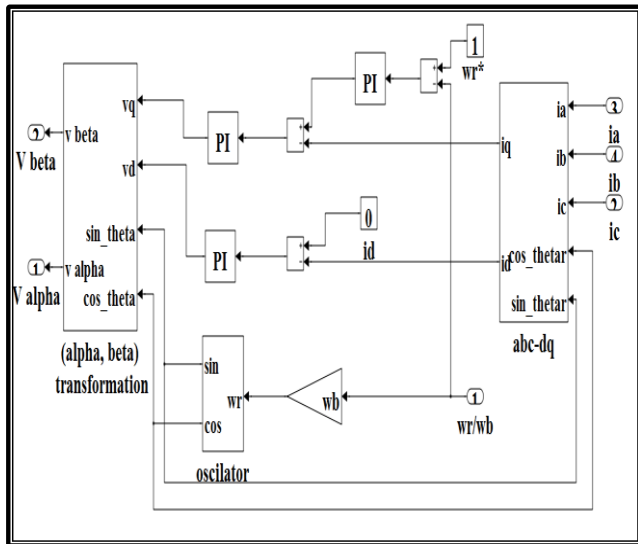 1
wr*
PI
vq
v beta
2
V beta
PI
+
-
+
-
iq
ia
3
ia
ib
4
ib
ic
2
ic
vd
sin_theta
PI
+
-
0
id
id
cos_thetar
sin_thetar
abc-dq
v alpha
1
V alpha
cos_theta
(alpha, beta)
transformation
sin
wr
cos
oscilator
wb
1
wr/wb